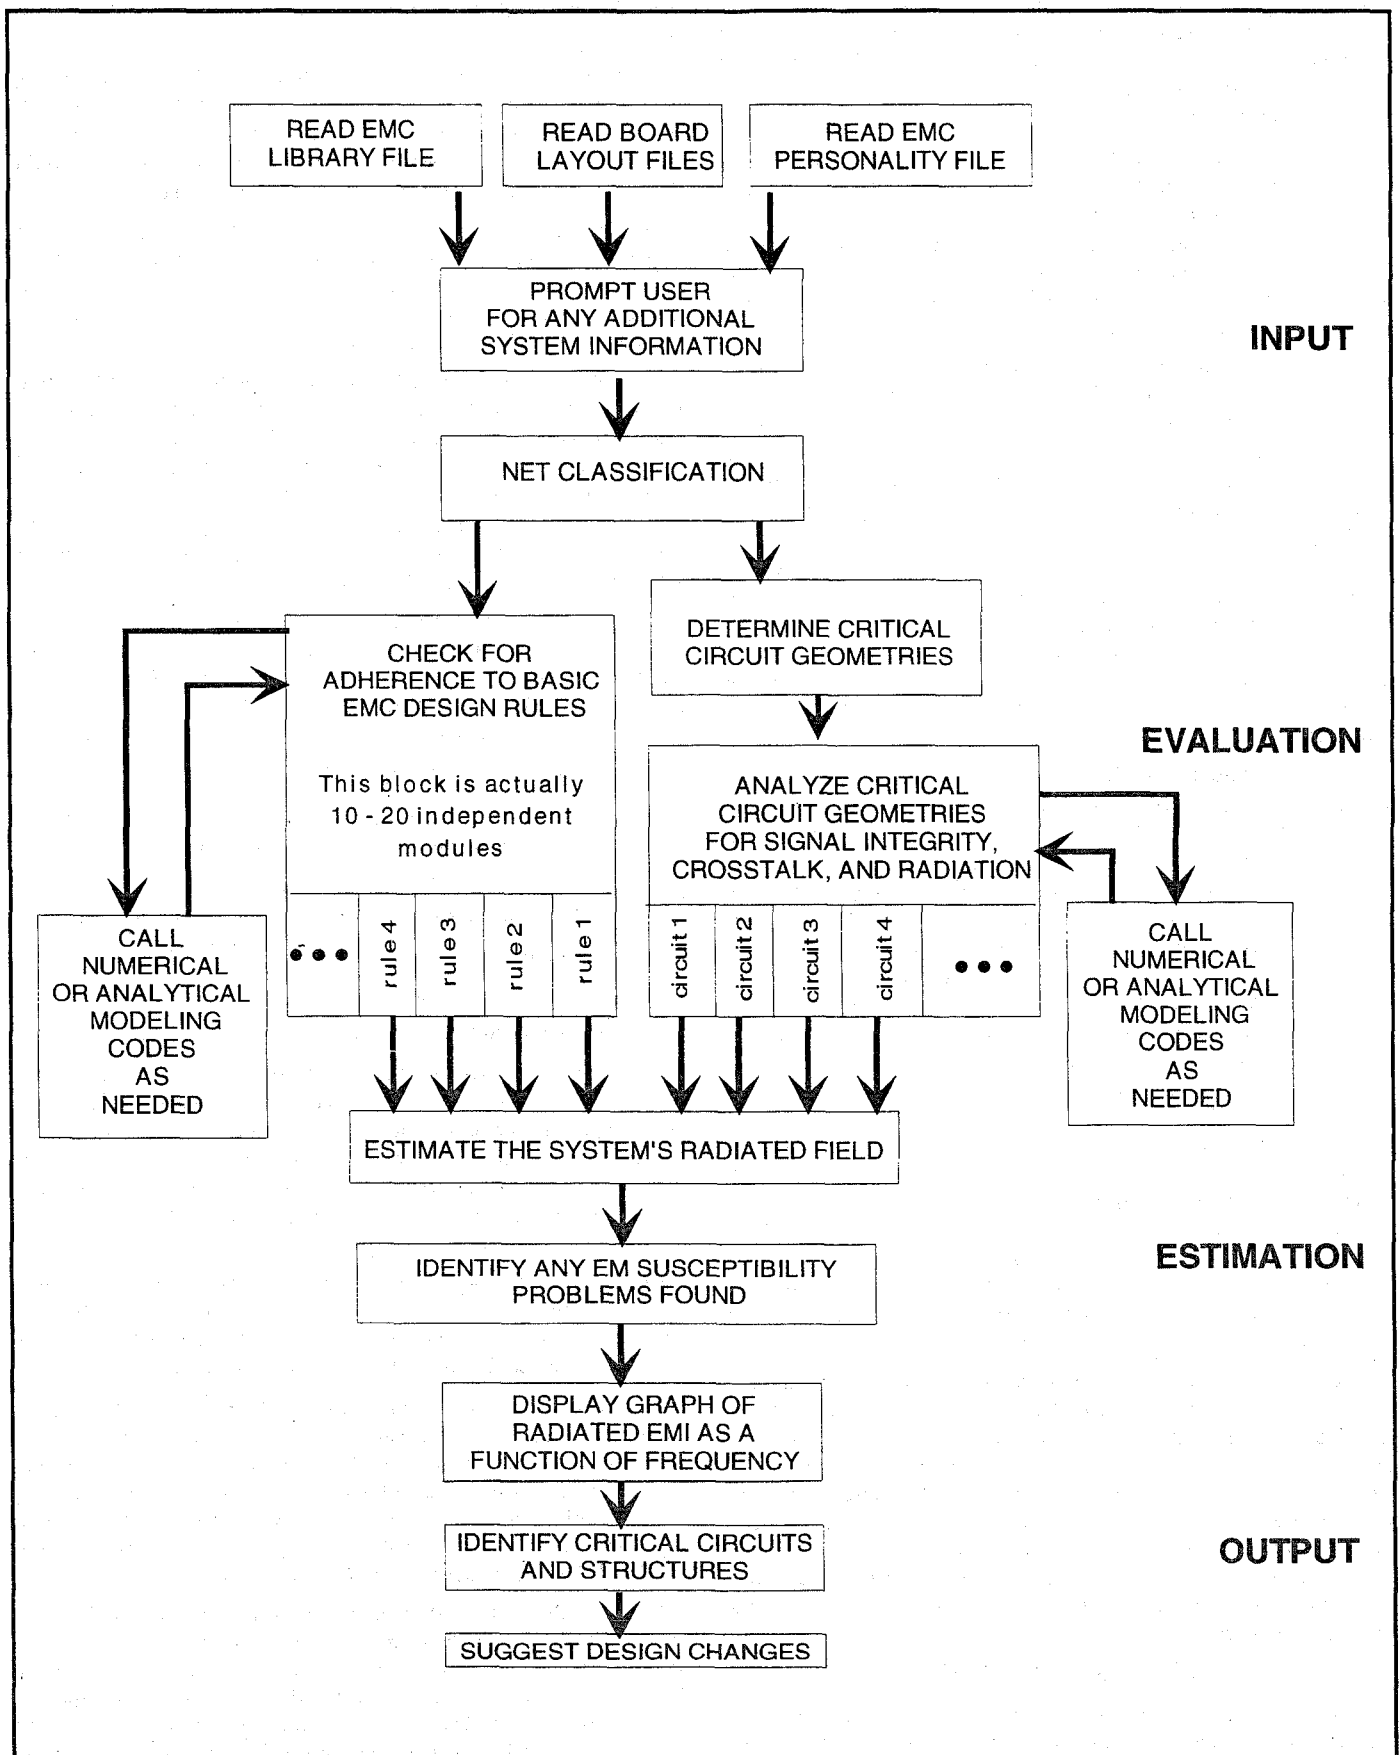 READ EMC
LIBRARY FILE
READ BOARD
LAYOUT FILES
READ EMC
PERSONALITY FILE
PROMPT USER
FOR ANY ADDITIONAL
SYSTEM INFORMATION
INPUT
NET CLASSIFICATION
CHECK FOR
ADHERENCE TO BASIC
EMC DESIGN RULES
This block is actually
10 - 20 independent
modules
DETERMINE CRITICAL
CIRCUIT GEOMETRIES
EVALUATION
ANALYZE CRITICAL
CIRCUIT GEOMETRIES
FOR SIGNAL INTEGRITY,
CROSSTALK, AND RADIATION
CALL
NUMERICAL
OR ANALYTICAL
MODELING
CODES
AS
NEEDED
•••
rule 4
rule 3
rule 2
rule 1
circuit 1
circuit 2
circuit 3
circuit 4
•••
CALL
NUMERICAL
OR ANALYTICAL
MODELING
CODES
AS
NEEDED
ESTIMATE THE SYSTEM'S RADIATED FIELD
ESTIMATION
IDENTIFY ANY EM SUSCEPTIBILITY
PROBLEMS FOUND
DISPLAY GRAPH OF
RADIATED EMI AS A
FUNCTION OF FREQUENCY
IDENTIFY CRITICAL CIRCUITS
AND STRUCTURES
OUTPUT
SUGGEST DESIGN CHANGES